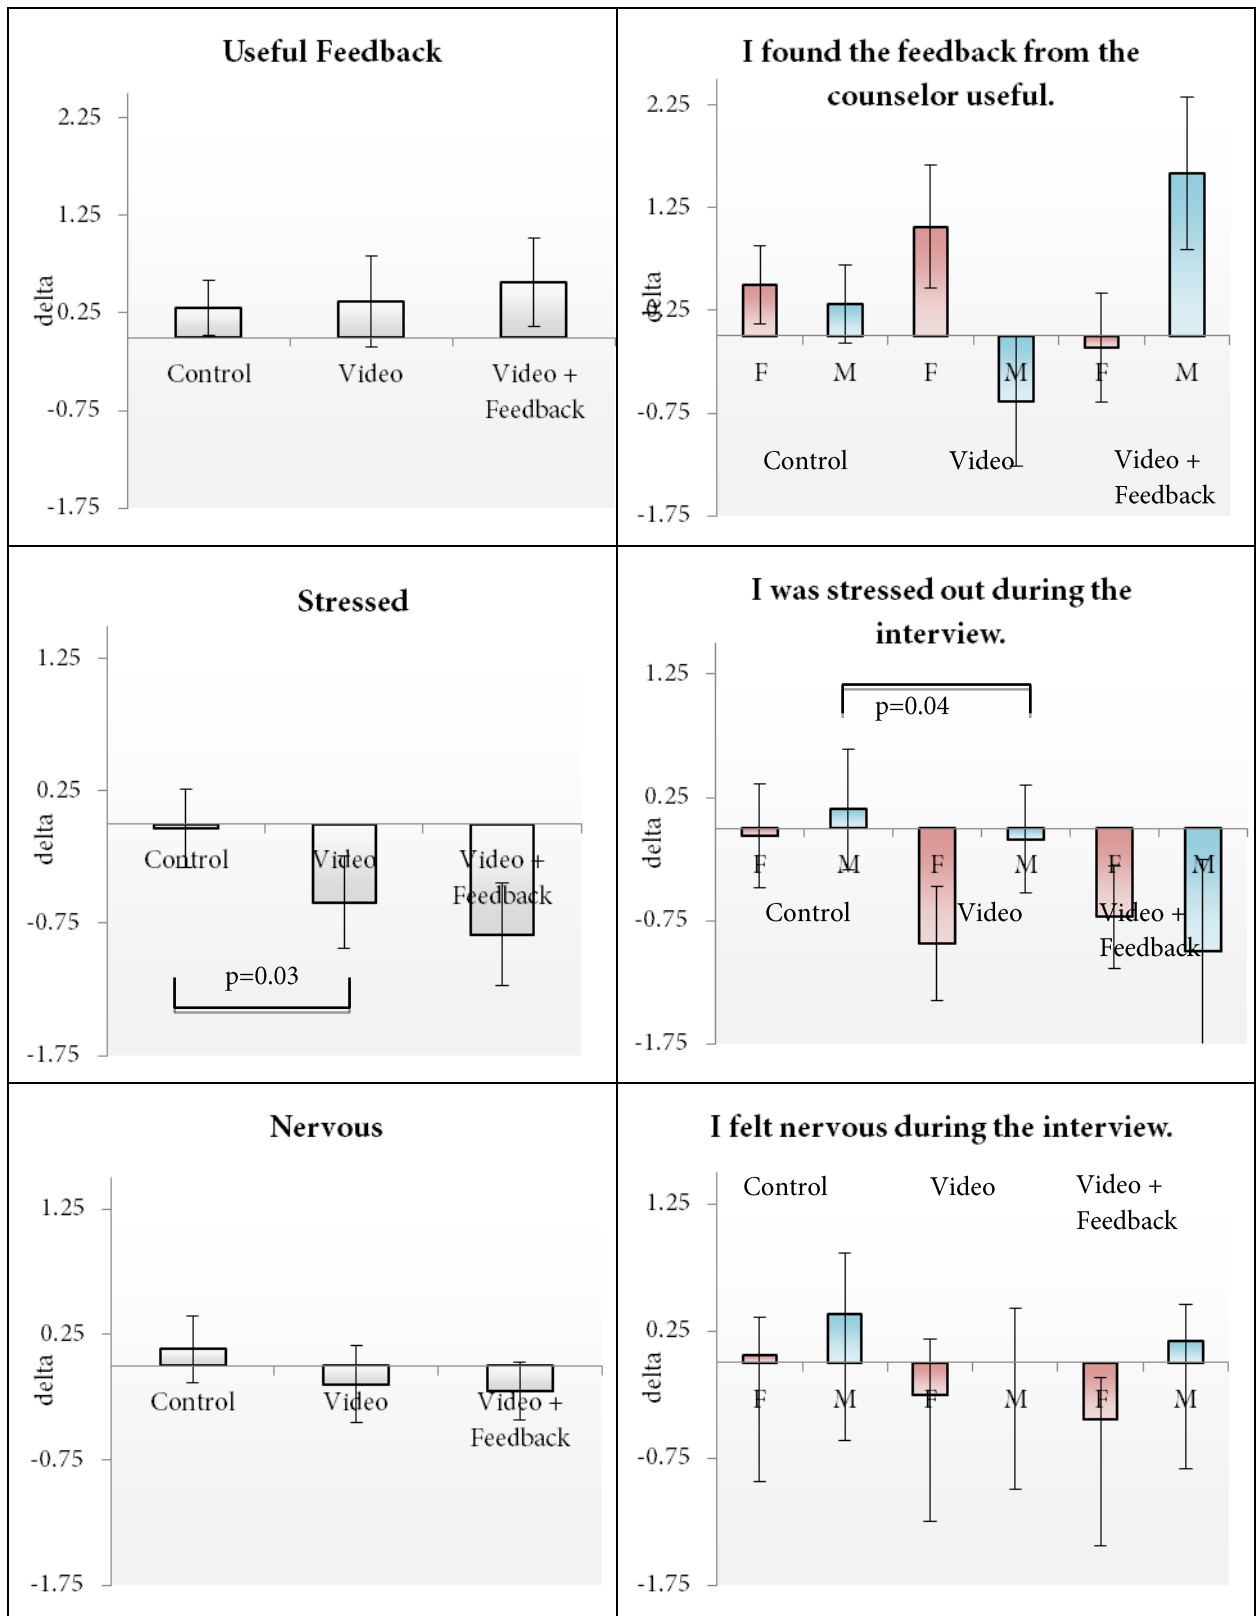 Useful Feedback
2.25
1.25
0.25
-0.75
-1.75
delta
Control
Video
Video +
Feedback
I found the feedback from the
counselor useful.
2.25
1.25
0.25
-0.75
-1.75
delta
F
M
F
M
F
M
Control
Video
Video +
Feedback
Stressed
1.25
0.25
-0.75
-1.75
delta
Control
Video
Video +
Feedback
p=0.03
I was stressed out during the
interview.
1.25
0.25
-0.75
-1.75
delta
p=0.04
F
M
F
M
F
M
Control
Video
Video +
Feedback
Nervous
1.25
0.25
-0.75
-1.75
delta
Control
Video
Video +
Feedback
I felt nervous during the interview.
Control
Video
Video +
Feedback
1.25
0.25
-0.75
-1.75
delta
F
M
F
M
F
M